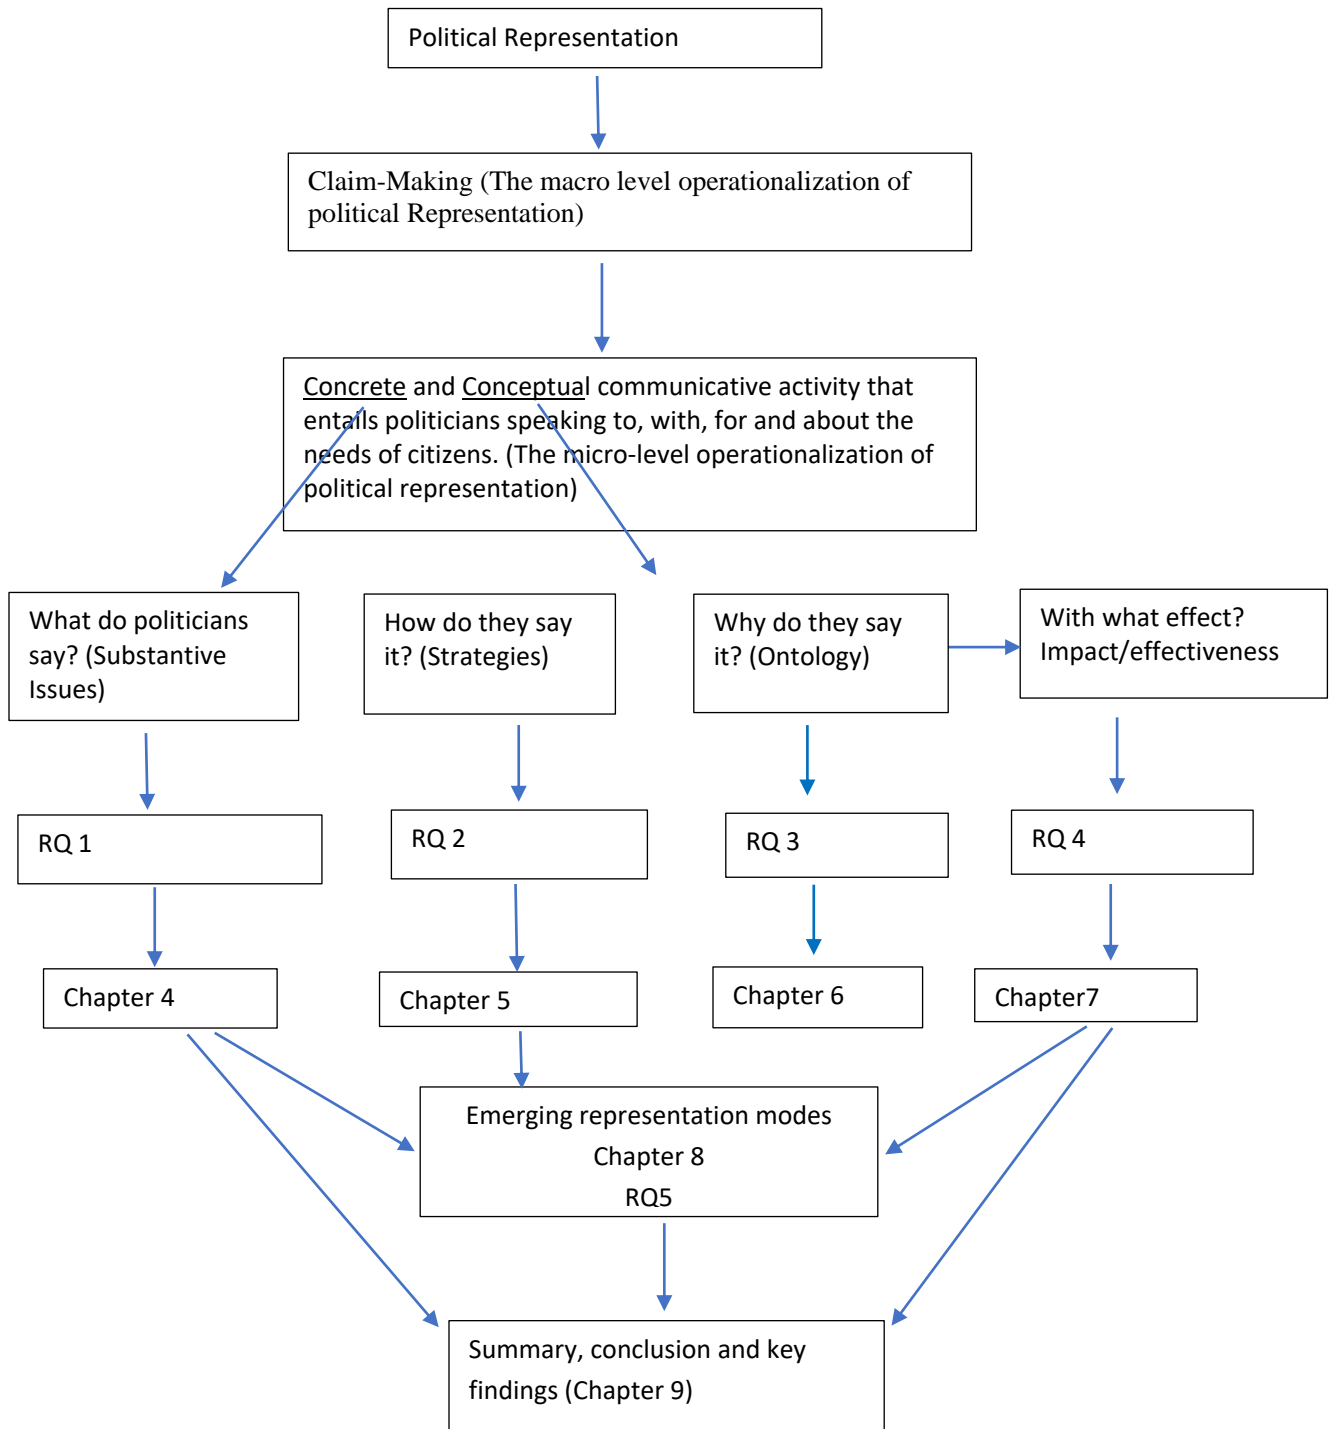 Political Representation
Claim-Making (The macro level operationalization of
political Representation)
Concrete and Conceptual communicative activity that
entails politicians speaking to, with, for and about the
needs of citizens. (The micro-level operationalization of
political representation)
What do politicians
say? (Substantive
Issues)
How do they say
it? (Strategies)
Why do they say
it? (Ontology)
With what effect?
Impact/effectiveness
RQ 1
RQ 2
RQ 3
RQ 4
Chapter 4
Chapter 5
Chapter 6
Chapter7
Emerging representation modes
Chapter 8
RQ5
Summary, conclusion and key
findings (Chapter 9)